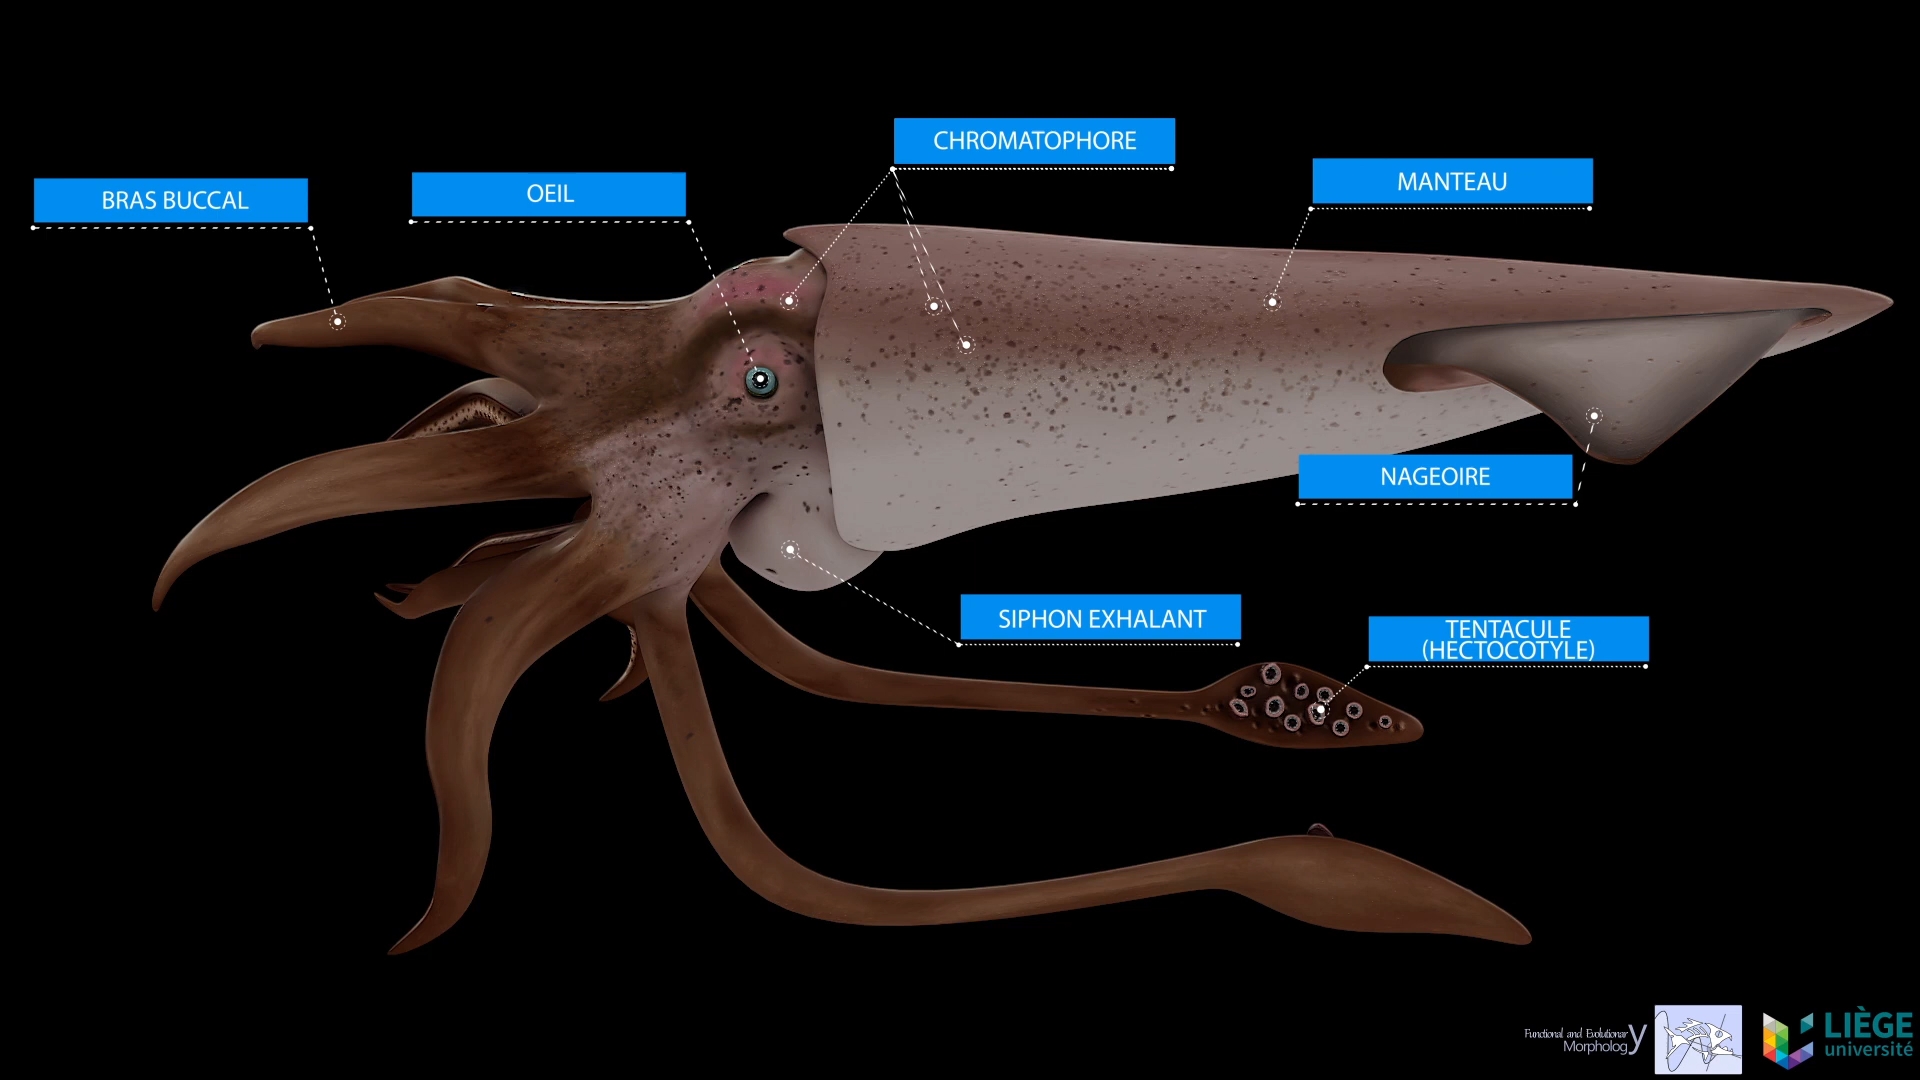 CHROMATOPHORE
MANTEAU
OEIL
BRAS BUCCAL
NAGEOIRE
SIPHON EXHALANT
TENTACULE
(HECTOCOTYLE)
Functional and Evolutionary
Morphology
LIÈGE
université